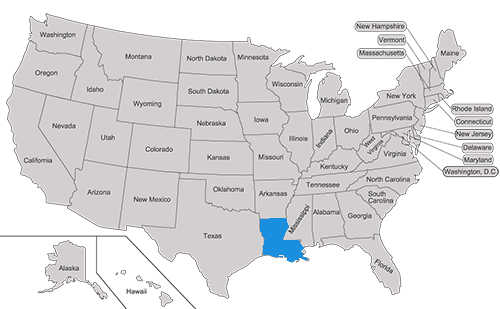 New Hampshire
Vermont
Massachusetts
Washington
Montana
North Dakota
Minnesota
Maine
Oregon
Idaho
Wyoming
South Dakota
Wisconsin
Michigan
New York
Rhode Island
Connecticut
New Jersey
Delaware
Maryland
Washington, D.C
Nevada
Utah
Colorado
Nebraska
Iowa
Illinois
Indiana
Ohio
Pennsylvania
California
Kansas
Missouri
Kentucky
West
Virginia
Virginia
Arizona
New Mexico
Oklahoma
Arkansas
Tennessee
North Carolina
South
Carolina
Texas
Mississippi
Alabama
Georgia
Florida
Alaska
Hawaii